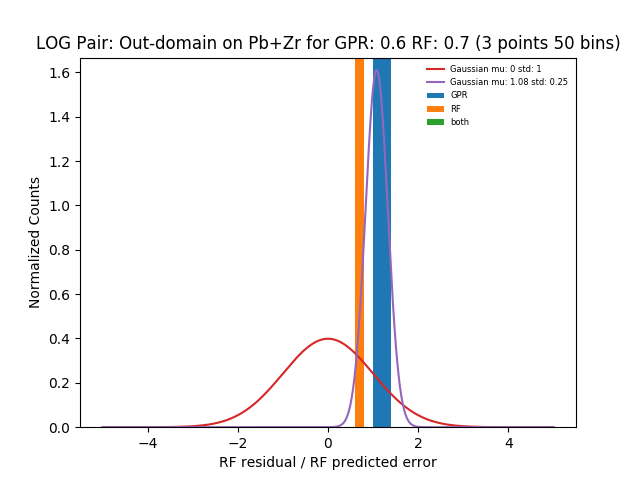 LOG Pair: Out-domain on Pb+Zr for GPR: 0.6 RF: 0.7 (3 points 50 bins)
Gaussian mu: 0 std: 1
Gaussian mu: 1.08 std: 0.25
GPR
RF
both
Normalized Counts
1.6
1.4
1.2
1.0
0.8
0.6
0.4
0.2
0.0
−4 −2 0 2 4
RF residual / RF predicted error